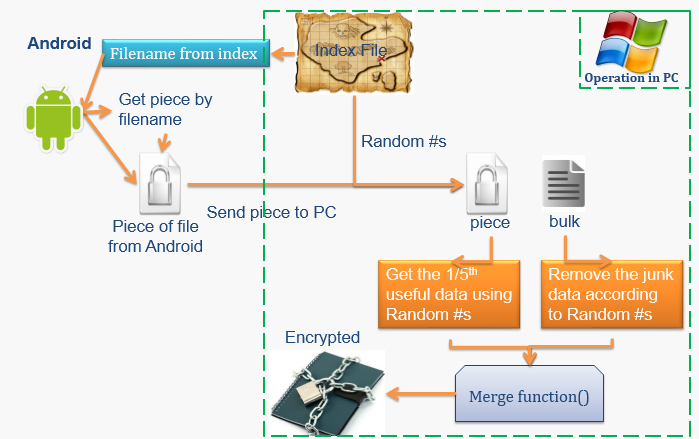 Android
Filename from index
Index File
Operation in PC
Get piece by
filename
Random #s
Piece of file
from Android
Send piece to PC
piece
bulk
Get the 1/5th
useful data using
Random #s
Remove the junk
data according
to Random #s
Encrypted
Merge function()